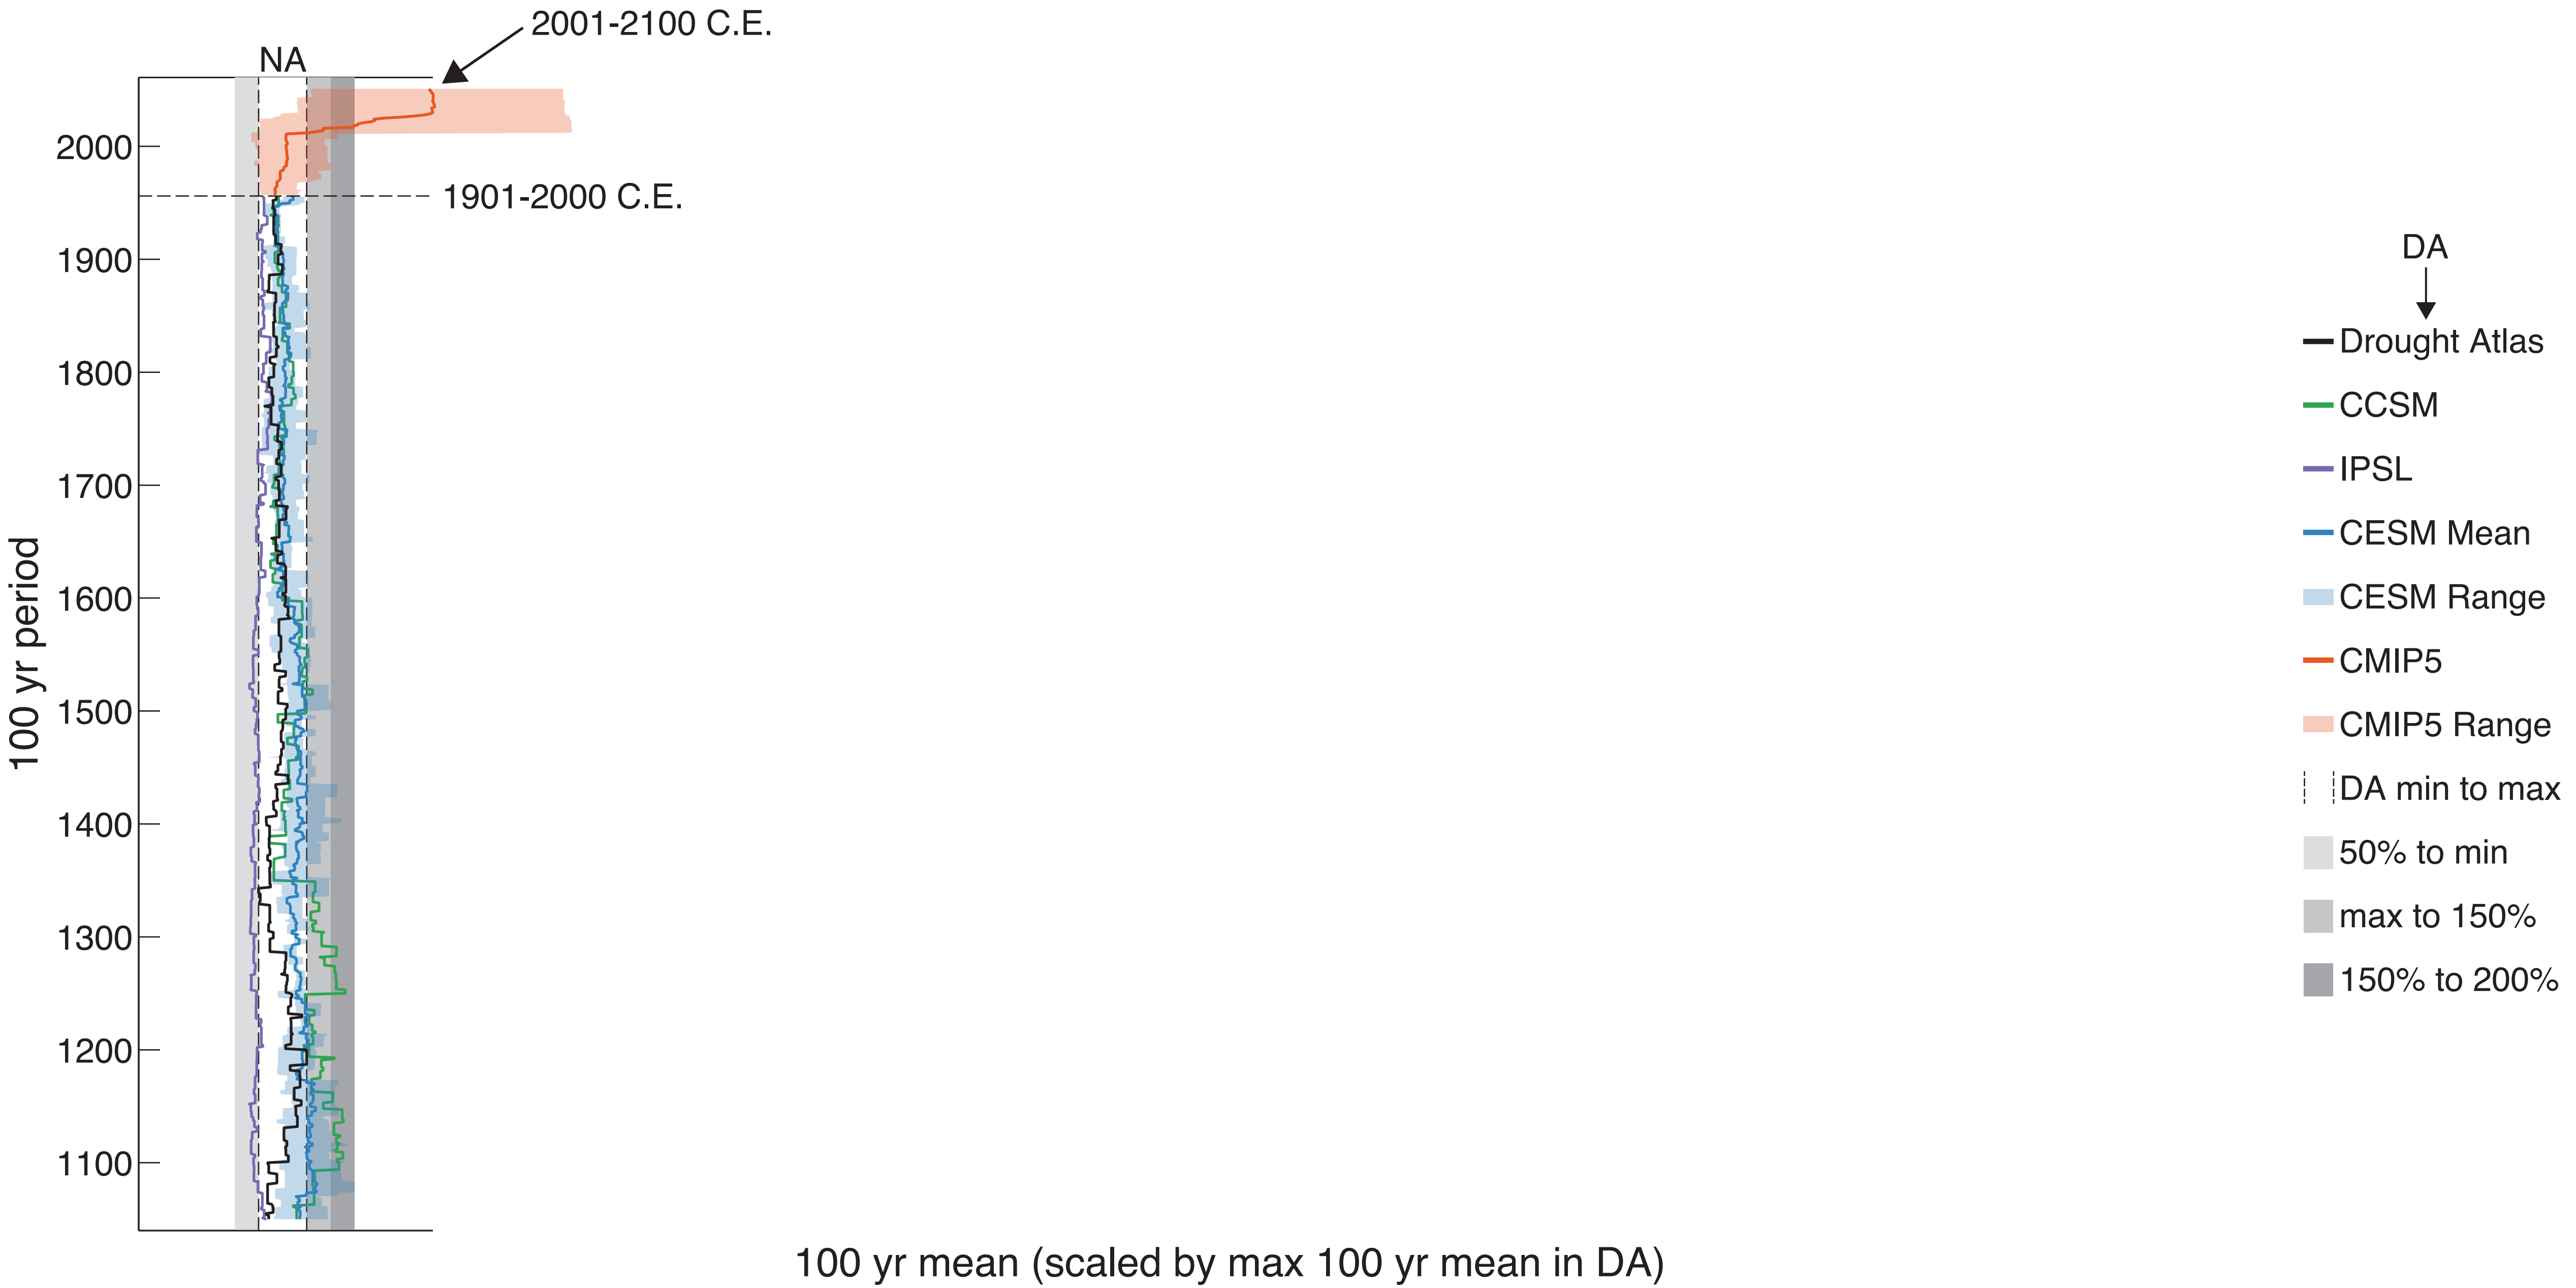 2001-2100 C.E.
NA
2000
1901-2000 C.E.
1900
1800
1700
1600
1500
1400
1300
1200
1100
100 yr period
100 yr mean (scaled by max 100 yr mean in DA)
DA
Drought Atlas
CCSM
IPSL
CESM Mean
CESM Range
CMIP5
CMIP5 Range
DA min to max
50% to min
max to 150%
150% to 200%